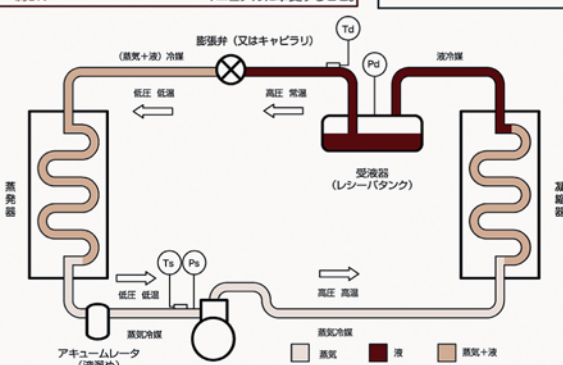 Td
膨張弁（又はキャピラリ）
（蒸気＋液）冷媒
Pd
液冷媒
低圧 低温
高圧 常温
受液器
（レシーバタンク）
蒸発器
凝縮器
Ts
Ps
低圧 低温
高圧 高温
蒸気冷媒
蒸気冷媒
アキュームレータ
蒸気
液
蒸気＋液